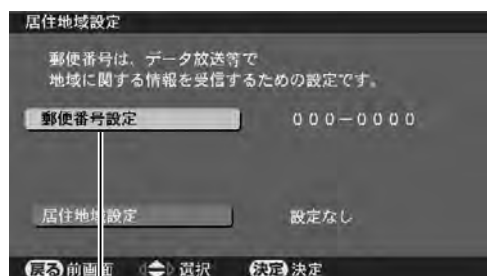 居住地域設定
郵便番号は、データ放送等で
地域に関する情報を受信するための設定です。
郵便番号設定 000-0000
居住地域設定 設定なし
戻る 前画面 選択 決定 決定